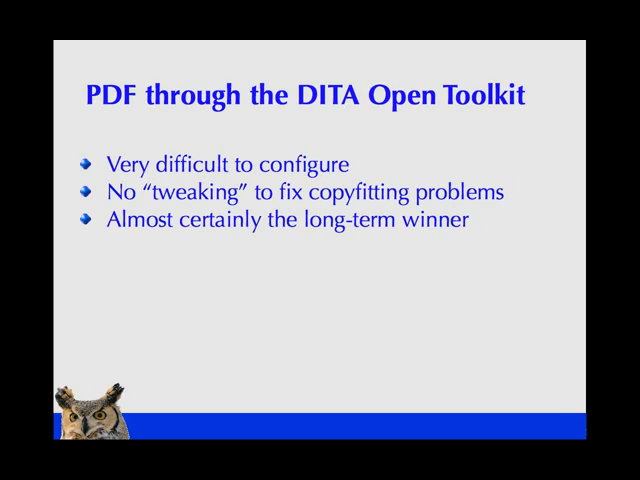 PDF through the DITA Open Toolkit
Very difficult to configure
No “tweaking” to fix copyfitting problems
Almost certainly the long-term winner